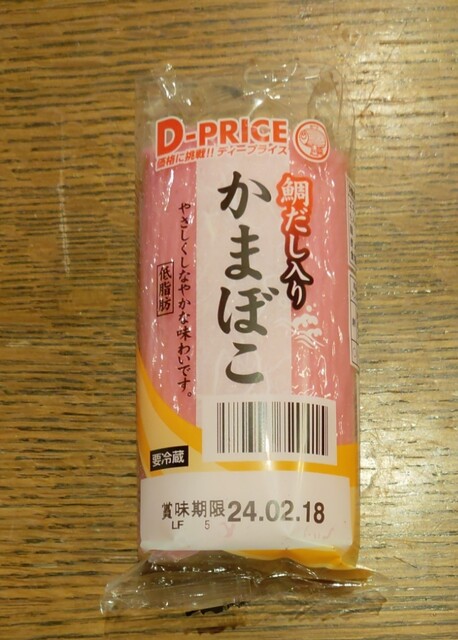 D-PRICE
価格に挑戦!! ディープライス
鯛だし入り
かまぼこ
やさしくしなやかな味わいです。
低脂肪
要冷蔵
賞味期限 24.02.18
LF 5